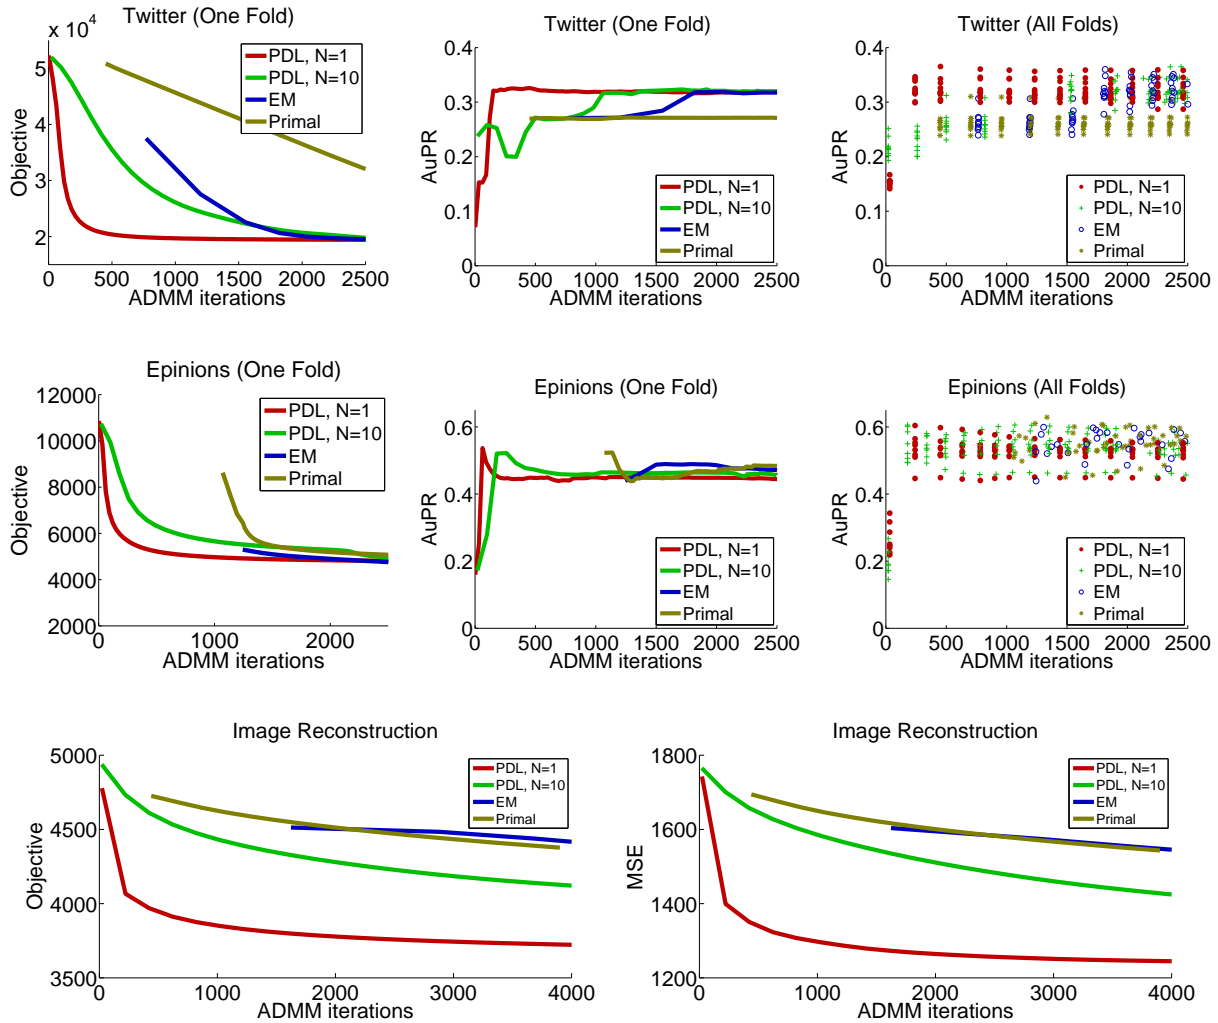 Twitter (One Fold)
x 10^4
5
4
3
2
Objective
PDL, N=1
PDL, N=10
EM
Primal
0 500 1000 1500 2000 2500
ADMM iterations
Twitter (One Fold)
0.4
0.3
0.2
0.1
0
AuPR
PDL, N=1
PDL, N=10
EM
Primal
0 500 1000 1500 2000 2500
ADMM iterations
Twitter (All Folds)
0.4
0.3
0.2
0.1
0
AuPR
PDL, N=1
PDL, N=10
EM
Primal
0 500 1000 1500 2000 2500
ADMM iterations
Epinions (One Fold)
12000
10000
8000
6000
4000
2000
Objective
PDL, N=1
PDL, N=10
EM
Primal
0 1000 2000
ADMM iterations
Epinions (One Fold)
0.6
0.4
0.2
0
AuPR
PDL, N=1
PDL, N=10
EM
Primal
0 500 1000 1500 2000 2500
ADMM iterations
Epinions (All Folds)
0.6
0.4
0.2
0
AuPR
PDL, N=1
PDL, N=10
EM
Primal
0 500 1000 1500 2000 2500
ADMM iterations
Image Reconstruction
5000
4500
4000
3500
Objective
PDL, N=1
PDL, N=10
EM
Primal
0 1000 2000 3000 4000
ADMM iterations
Image Reconstruction
1800
1600
1400
1200
MSE
PDL, N=1
PDL, N=10
EM
Primal
0 1000 2000 3000 4000
ADMM iterations